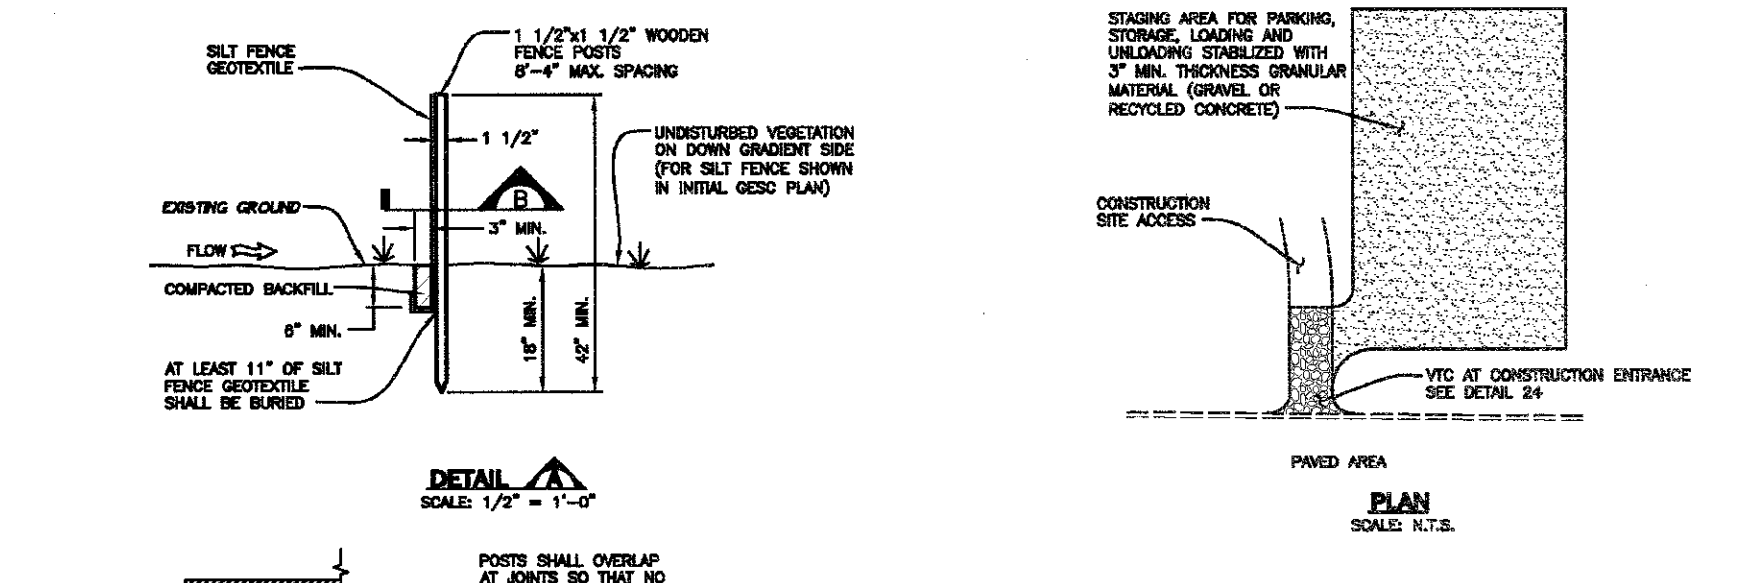 SILT FENCE
GEOTEXTILE
1 1/2"x1 1/2" WOODEN
FENCE POSTS
8'-4" MAX. SPACING
1 1/2"
UNDISTURBED VEGETATION
ON DOWN GRADIENT SIDE
(FOR SILT FENCE SHOWN
IN INITIAL GESC PLAN)
B
EXISTING GROUND
3" MIN.
FLOW
COMPACTED BACKFILL
6" MIN.
18" MIN.
42" MIN.
AT LEAST 11" OF SILT
FENCE GEOTEXTILE
SHALL BE BURIED
DETAIL A
SCALE: 1/2" = 1'-0"
POSTS SHALL OVERLAP
AT JOINTS SO THAT NO
STAGING AREA FOR PARKING,
STORAGE, LOADING AND
UNLOADING STABILIZED WITH
3" MIN. THICKNESS GRANULAR
MATERIAL (GRAVEL OR
RECYCLED CONCRETE)
CONSTRUCTION
SITE ACCESS
VTC AT CONSTRUCTION ENTRANCE
SEE DETAIL 24
PAVED AREA
PLAN
SCALE: N.T.S.